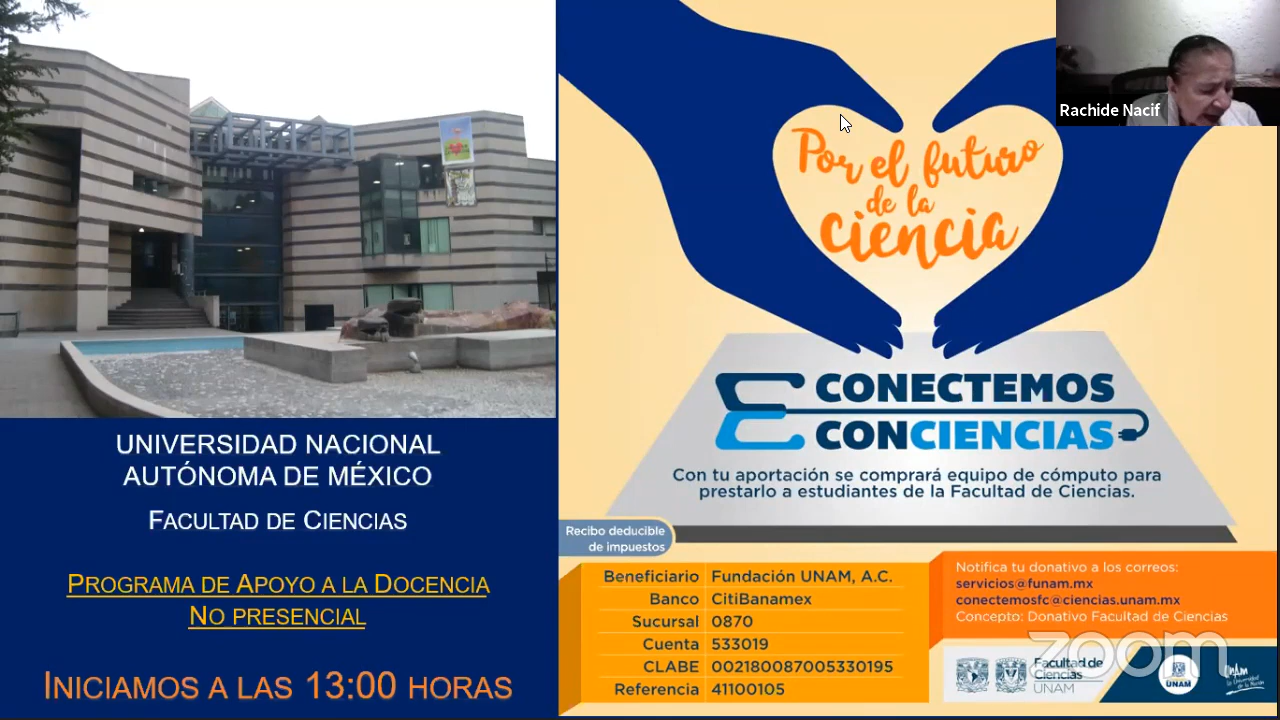 UNIVERSIDAD NACIONAL
AUTÓNOMA DE MÉXICO
FACULTAD DE CIENCIAS
PROGRAMA DE APOYO A LA DOCENCIA
NO PRESENCIAL
INICIAMOS A LAS 13:00 HORAS
Rachide Nacif
Por el futuro
de la
ciencia
CONECTEMOS
CONCIENCIAS
Con tu aportación se comprará equipo de cómputo para
prestarlo a estudiantes de la Facultad de Ciencias.
Recibo deducible
de impuestos
Beneficiario Fundación UNAM, A.C.
Banco CitiBanamex
Sucursal 0870
Cuenta 533019
CLABE 002180087005330195
Referencia 41100105
Notifica tu donativo a los correos:
servicios@funam.mx
conectemosfc@ciencias.unam.mx
Concepto: Donativo Facultad de Ciencias
zoom
Facultad de
Ciencias
UNAM
UNAM